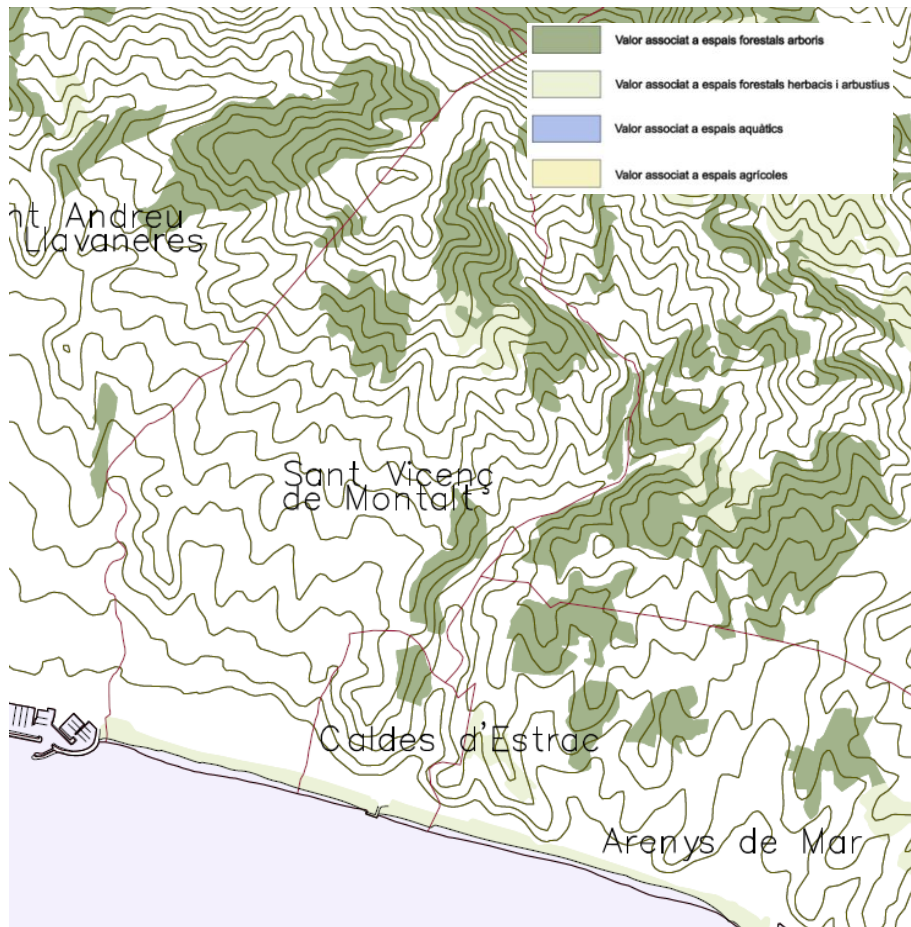 Valor associat a espais forestals arboris
Valor associat a espais forestals herbacis i arbustius
Valor associat a espais aquàtics
Valor associat a espais agrícoles
nt Andreu
Llavaneres
Sant Vicenç
de Montalt
Caldes d'Estrac
Arenys de Mar